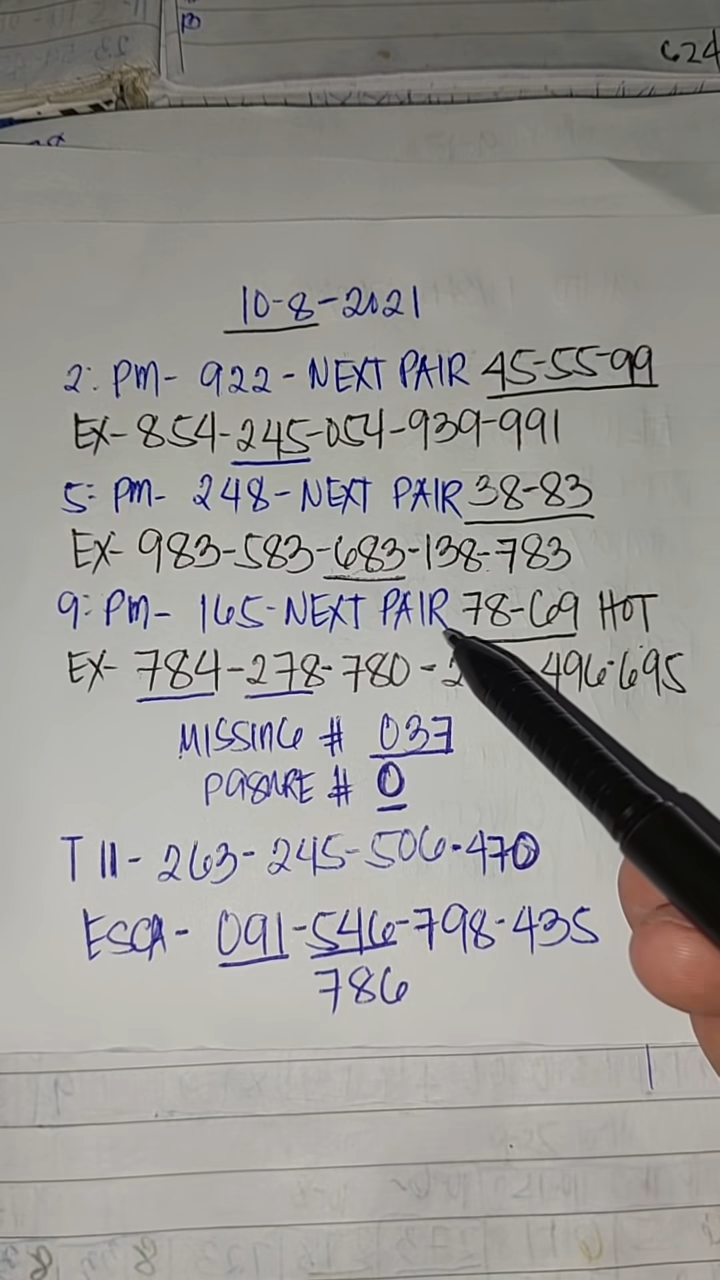 624
10-8-2021
2: PM- 922- NEXT PAIR 45-55-99
EX- 854-245-054-939-991
5: PM- 248- NEXT PAIR 38-83
EX- 983-583-683-138-783
9: PM- 165- NEXT PAIR 78-69 HOT
EX- 784-278-780-2 496-695
MISSING # 037
PASURE # 0
T11- 263-245-506-470
ESCA- 091-546-798-435
786